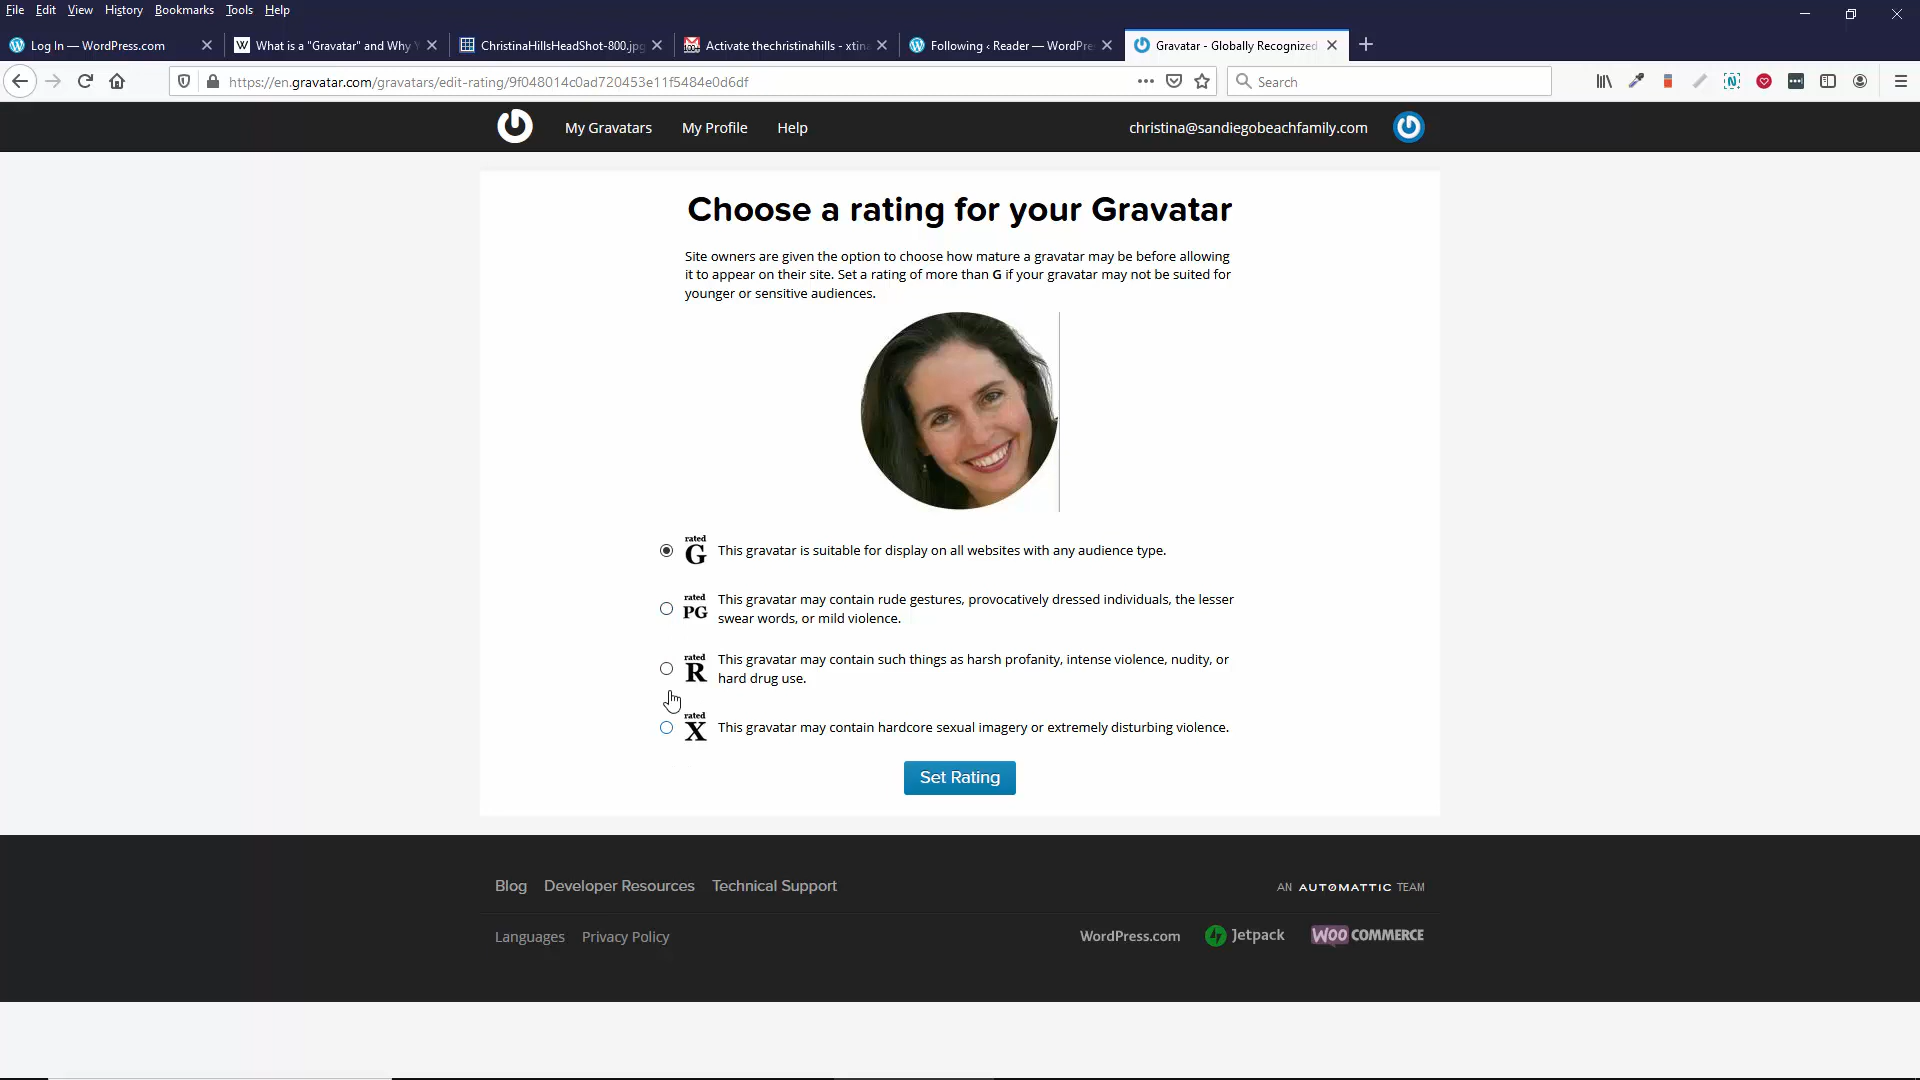 File Edit View History Bookmarks Tools Help
Log In — WordPress.com
What is a "Gravatar" and Why
ChristinaHillsHeadShot-800.jpg
Activate thechristinahills - xtin
Following ‹ Reader — WordPre
Gravatar - Globally Recognized
https://en.gravatar.com/gravatars/edit-rating/9f048014c0ad720453e11f5484e0d6df
Search
My Gravatars My Profile Help christina@sandiegobeachfamily.com
Choose a rating for your Gravatar
Site owners are given the option to choose how mature a gravatar may be before allowing
it to appear on their site. Set a rating of more than G if your gravatar may not be suited for
younger or sensitive audiences.
rated
G This gravatar is suitable for display on all websites with any audience type.
rated
PG This gravatar may contain rude gestures, provocatively dressed individuals, the lesser
swear words, or mild violence.
rated
R This gravatar may contain such things as harsh profanity, intense violence, nudity, or
hard drug use.
rated
X This gravatar may contain hardcore sexual imagery or extremely disturbing violence.
Set Rating
Blog Developer Resources Technical Support AN AUTOMATTIC TEAM
Languages Privacy Policy WordPress.com Jetpack WOO COMMERCE